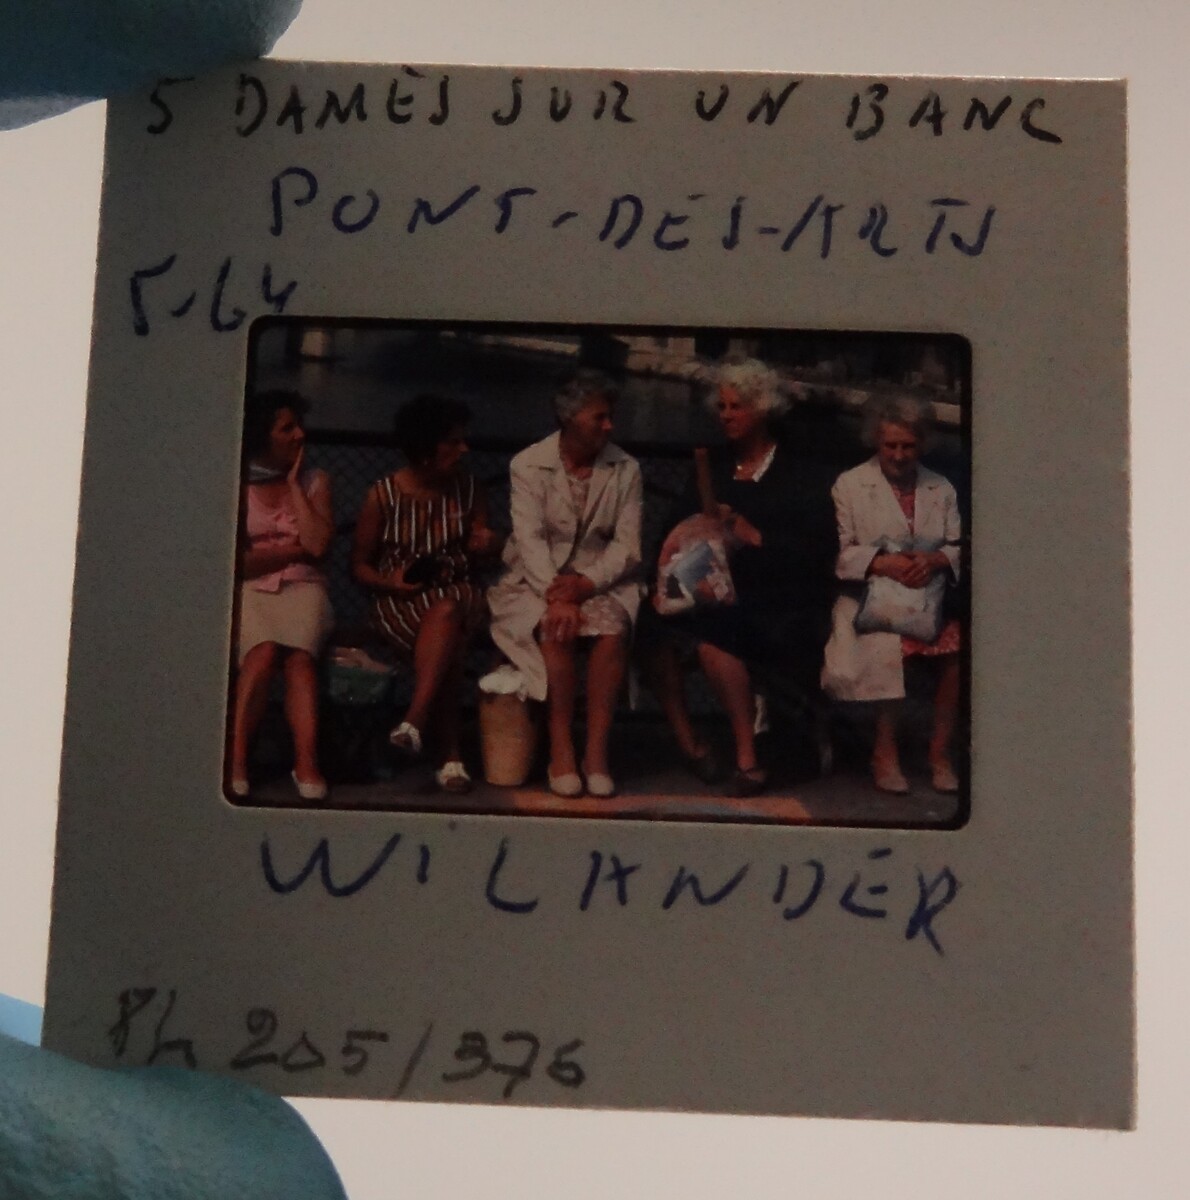 5 DAMES SUR UN BANC
PONT-DES-ARTS
5-64
WILANDER
Ph 205/376